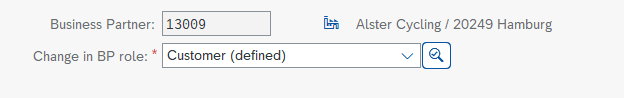 Business Partner: 13009 Alster Cycling / 20249 Hamburg
Change in BP role: * Customer (defined)